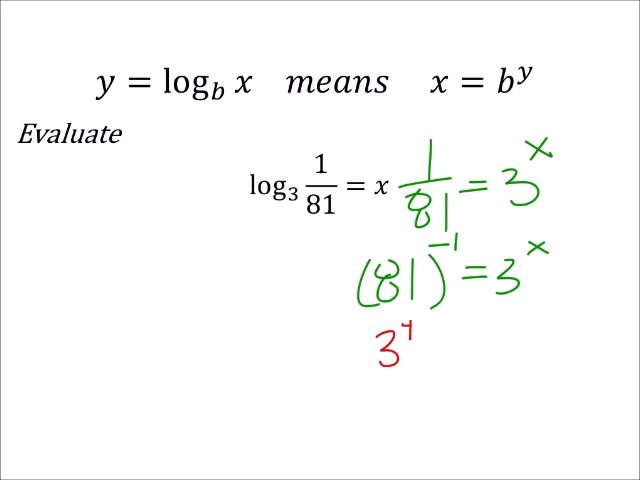 y = log_b x means x = b^y
Evaluate
log_3 1/81 = x 1/81 = 3^x
(81)^-1 = 3^x
3^4